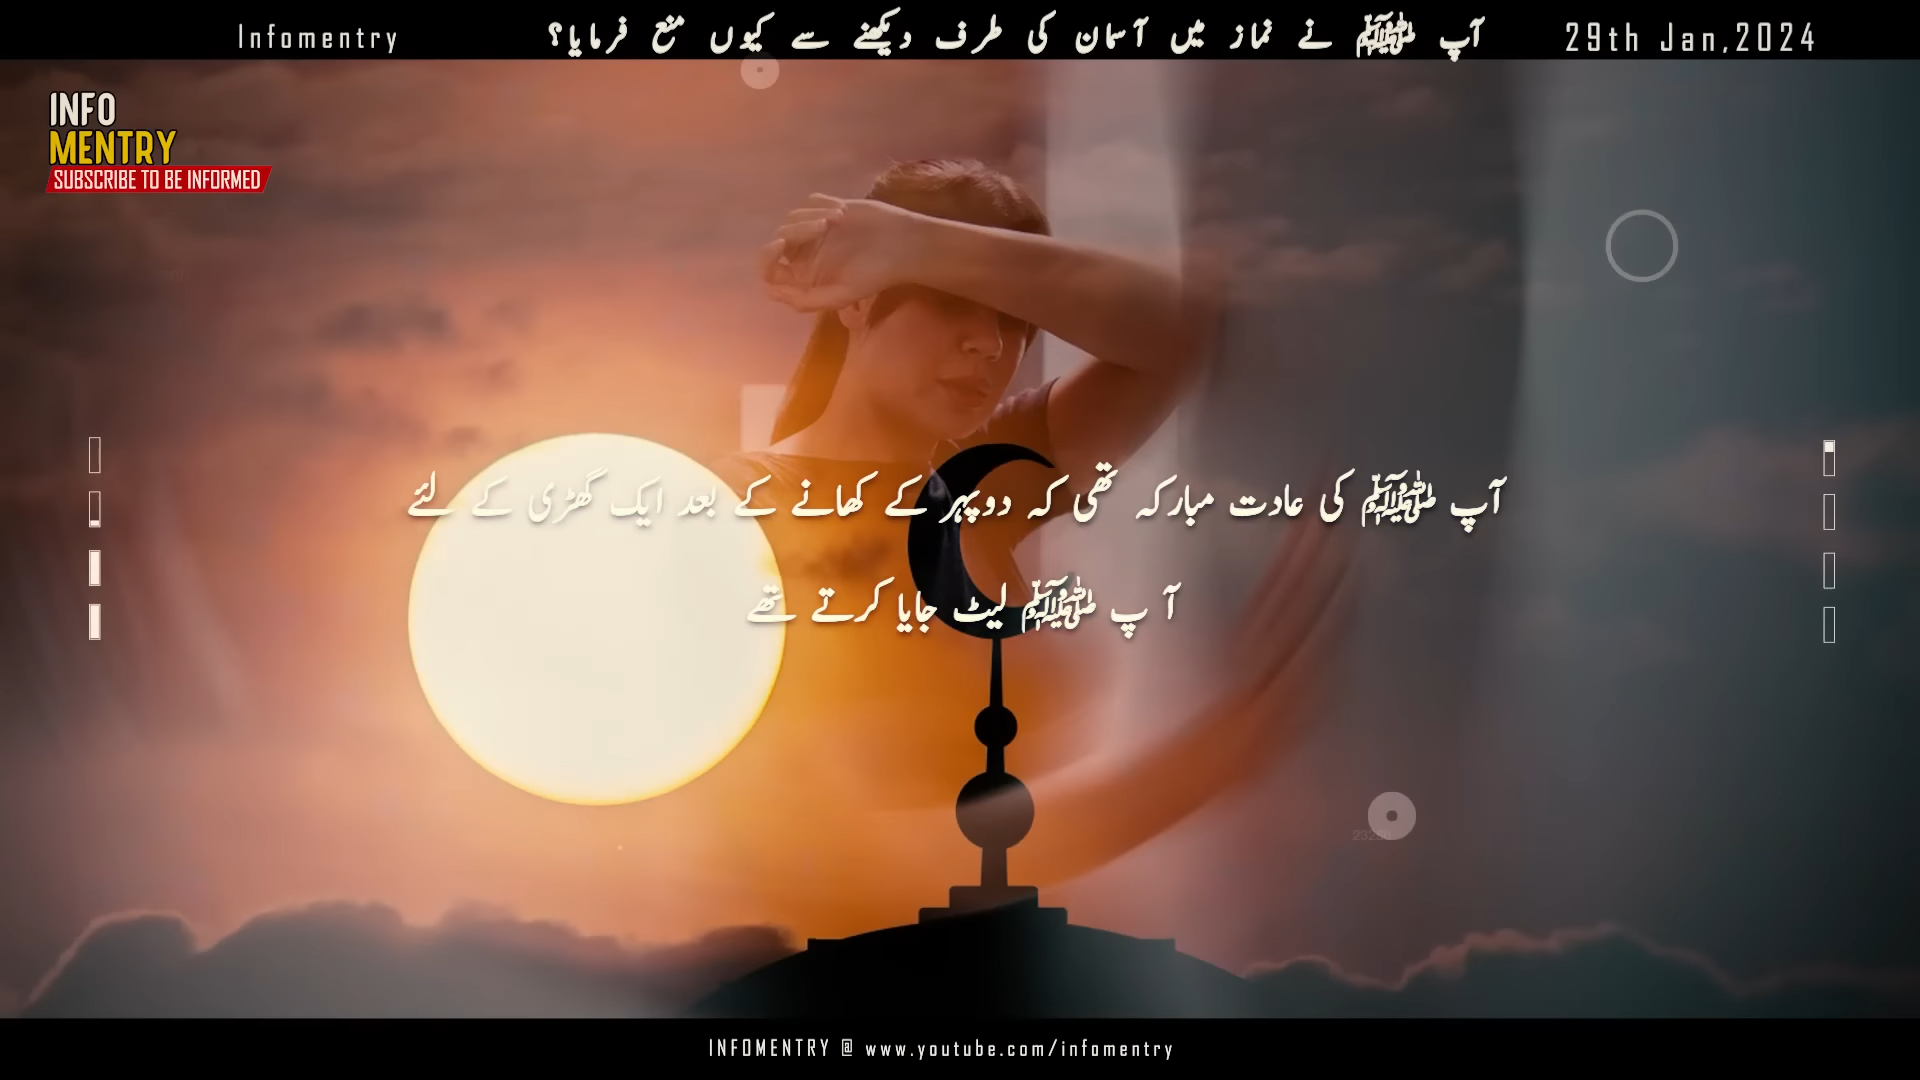 Infomentry
آپ ﷺ نے نماز میں آسمان کی طرف دیکھنے سے کیوں منع فرمایا؟
29th Jan,2024
INFO
MENTRY
SUBSCRIBE TO BE INFORMED
آپ ﷺ کی عادت مبارکہ تھی کہ دوپہر کے کھانے کے بعد ایک گھڑی کے لئے
آ پ ﷺ لیٹ جایا کرتے تھے
INFOMENTRY @ www.youtube.com/infomentry